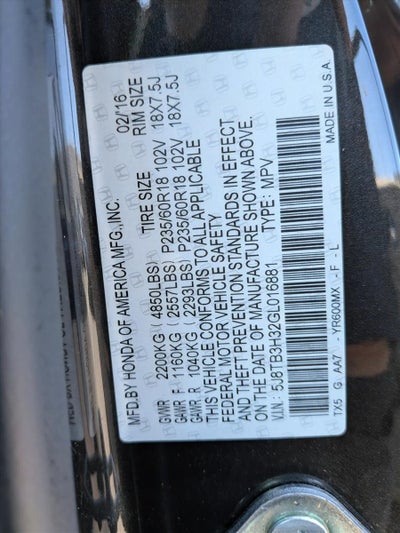 MFD. BY HONDA OF AMERICA MFG., INC. 02/16
TIRE SIZE RIM SIZE
GVWR 2200KG (4850LBS)
GAWR F 1160KG (2557LBS) P235/60R18 102V 18X7.5J
GAWR R 1040KG (2293LBS) P235/60R18 102V 18X7.5J
THIS VEHICLE CONFORMS TO ALL APPLICABLE
FEDERAL MOTOR VEHICLE SAFETY
AND THEFT PREVENTION STANDARDS IN EFFECT
ON THE DATE OF MANUFACTURE SHOWN ABOVE.
V.I.N.: 5J8TB3H32GL016881 TYPE: MPV
TX5 G AA7 - YR600MX - F - L
MADE IN U.S.A.